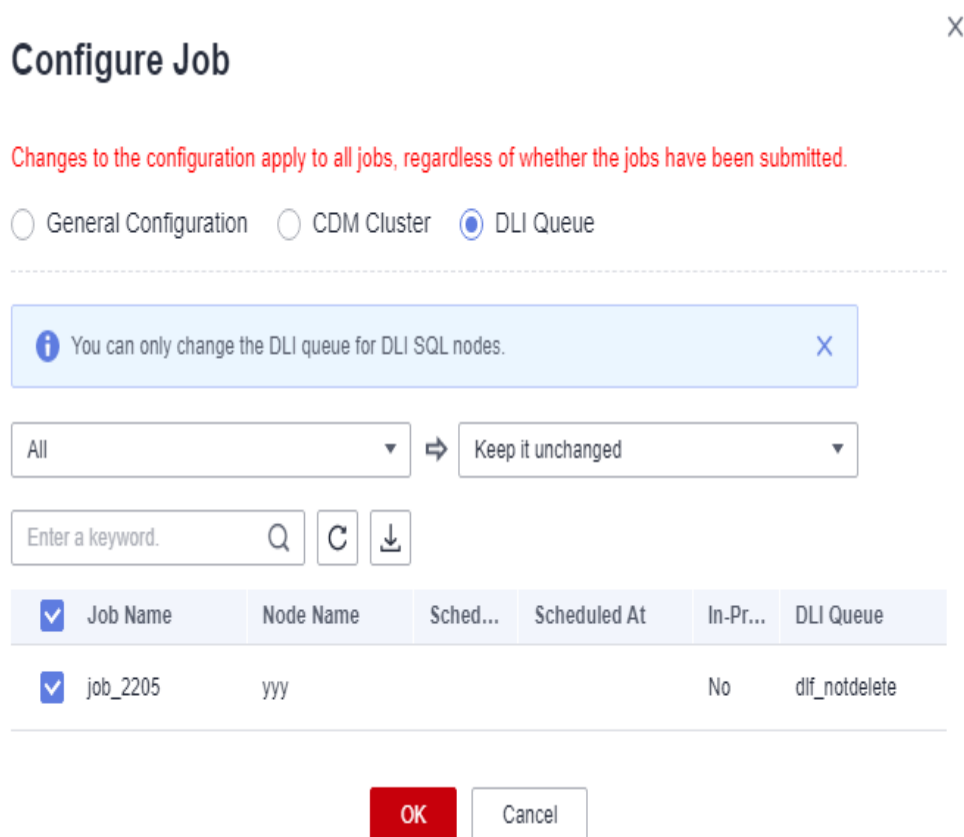 Configure Job
Changes to the configuration apply to all jobs, regardless of whether the jobs have been submitted.
General Configuration CDM Cluster DLI Queue
You can only change the DLI queue for DLI SQL nodes.
All Keep it unchanged
Enter a keyword.
Job Name Node Name Sched... Scheduled At In-Pr... DLI Queue
job_2205 yyy No dlf_notdelete
OK Cancel